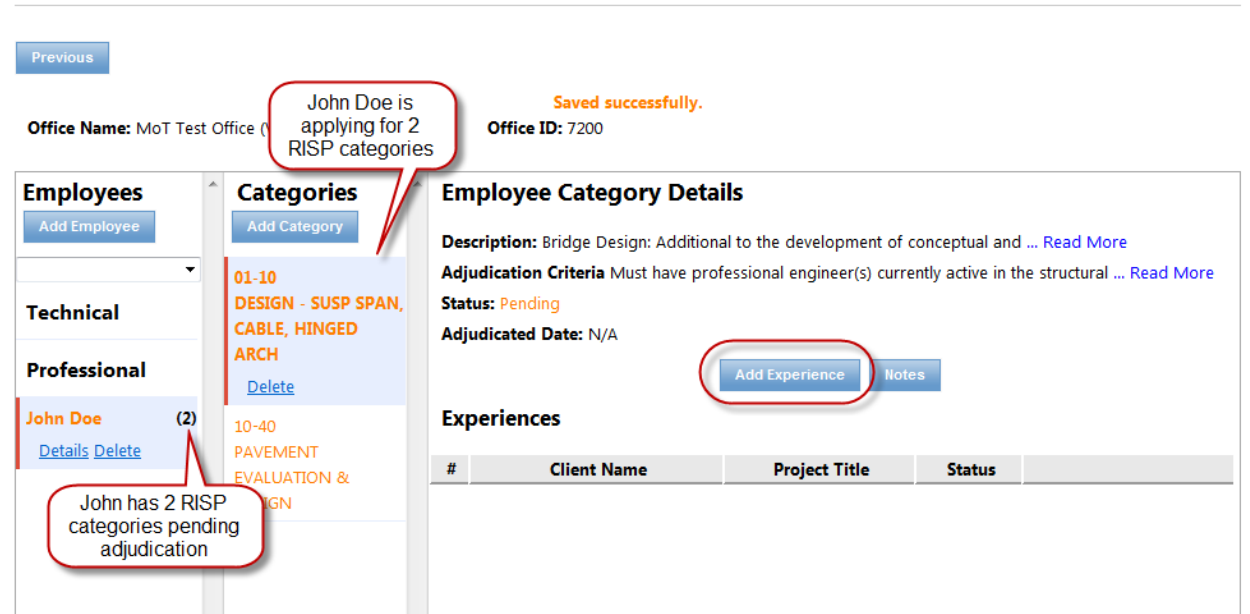 Previous
John Doe is
applying for 2
RISP categories
Saved successfully.
Office Name: MoT Test Office (
Office ID: 7200
Employees
Add Employee
Technical
Professional
John Doe (2)
Details Delete
John has 2 RISP
categories pending
adjudication
Categories
Add Category
01-10
DESIGN - SUSP SPAN,
CABLE, HINGED
ARCH
Delete
10-40
PAVEMENT
EVALUATION &
IGN
Employee Category Details
Description: Bridge Design: Additional to the development of conceptual and ... Read More
Adjudication Criteria Must have professional engineer(s) currently active in the structural ... Read More
Status: Pending
Adjudicated Date: N/A
Add Experience Notes
Experiences
# Client Name Project Title Status